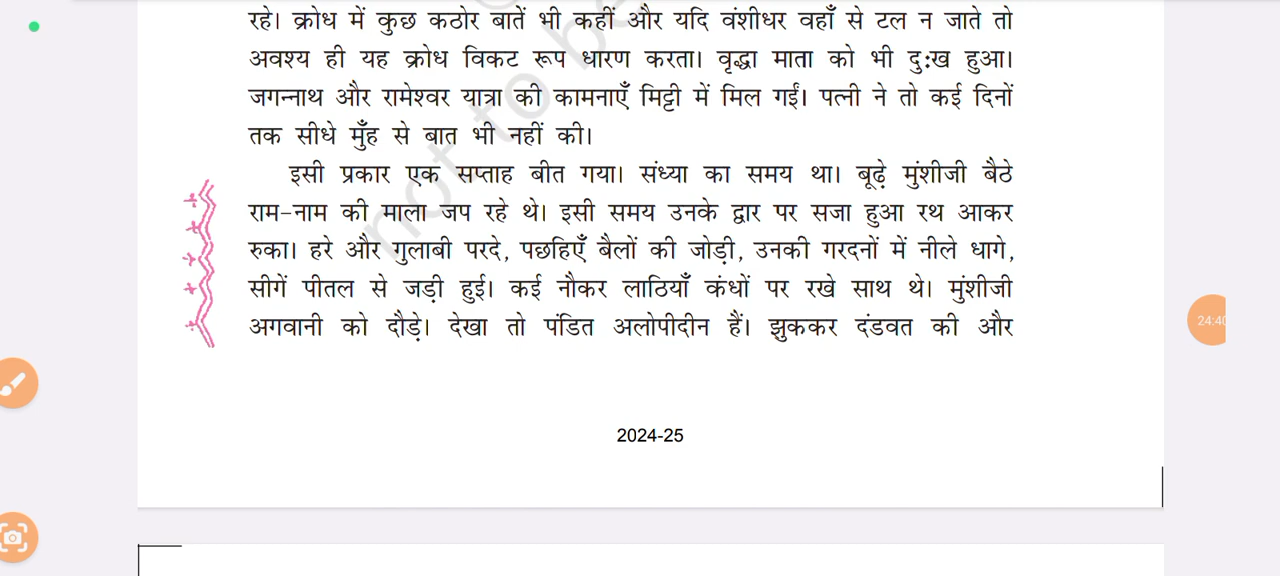 रहे। क्रोध में कुछ कठोर बातें भी कहीं और यदि वंशीधर वहाँ से टल न जाते तो
अवश्य ही यह क्रोध विकट रूप धारण करता। वृद्धा माता को भी दुःख हुआ।
जगन्नाथ और रामेश्वर यात्रा की कामनाएँ मिट्टी में मिल गईं। पत्नी ने तो कई दिनों
तक सीधे मुँह से बात भी नहीं की।
इसी प्रकार एक सप्ताह बीत गया। संध्या का समय था। बूढ़े मुंशीजी बैठे
राम-नाम की माला जप रहे थे। इसी समय उनके द्वार पर सजा हुआ रथ आकर
रुका। हरे और गुलाबी परदे, पछहिएँ बैलों की जोड़ी, उनकी गरदनों में नीले धागे,
सीगें पीतल से जड़ी हुई। कई नौकर लाठियाँ कंधों पर रखे साथ थे। मुंशीजी
अगवानी को दौड़े। देखा तो पंडित अलोपीदीन हैं। झुककर दंडवत की और
not to be
24:40
2024-25